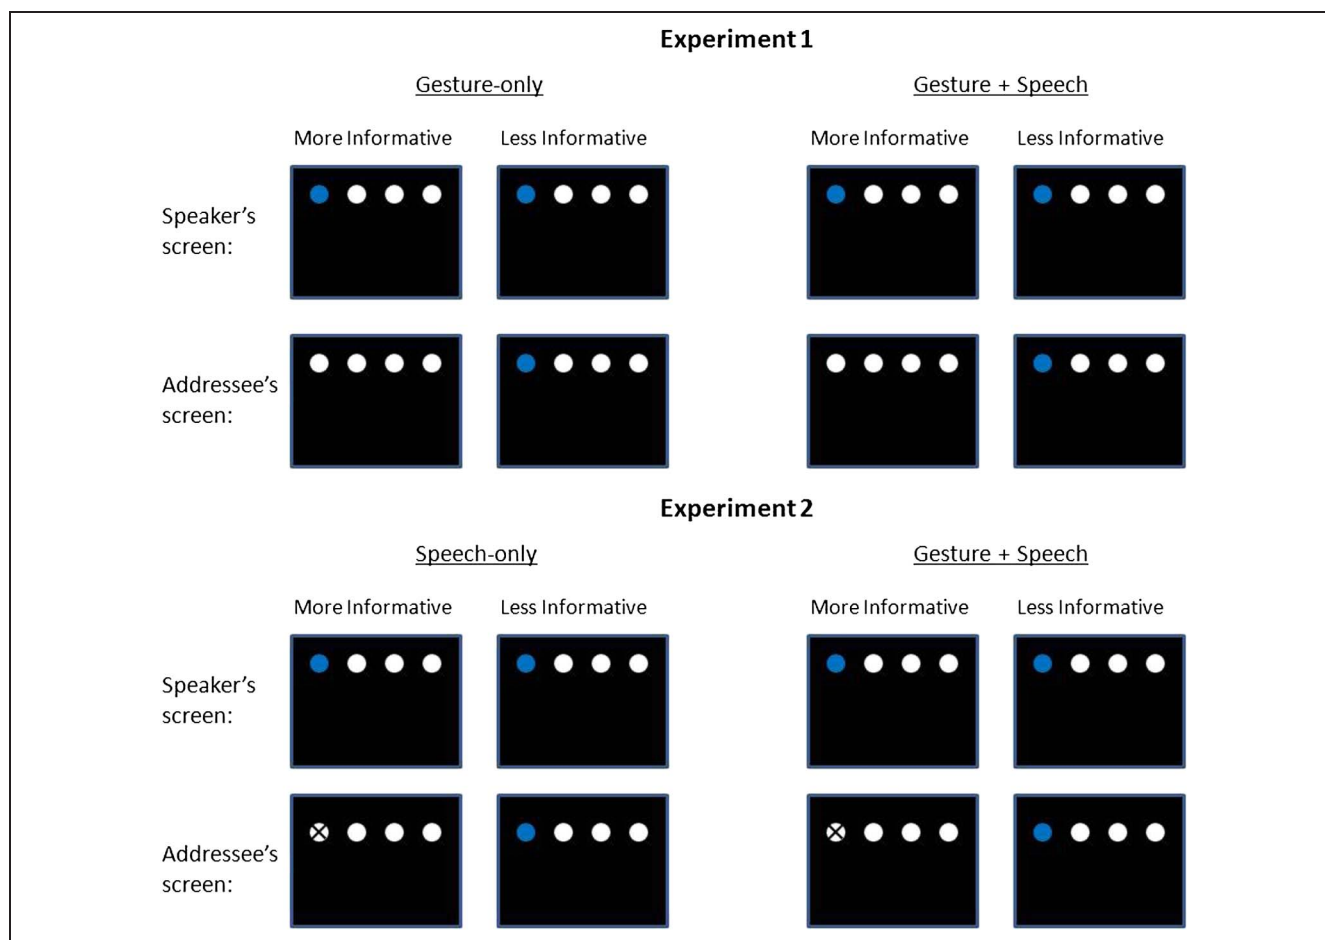 Experiment 1
Gesture-only Gesture + Speech
More Informative Less Informative More Informative Less Informative
Speaker's
screen:
Addressee's
screen:
Experiment 2
Speech-only Gesture + Speech
More Informative Less Informative More Informative Less Informative
Speaker's
screen:
Addressee's
screen: